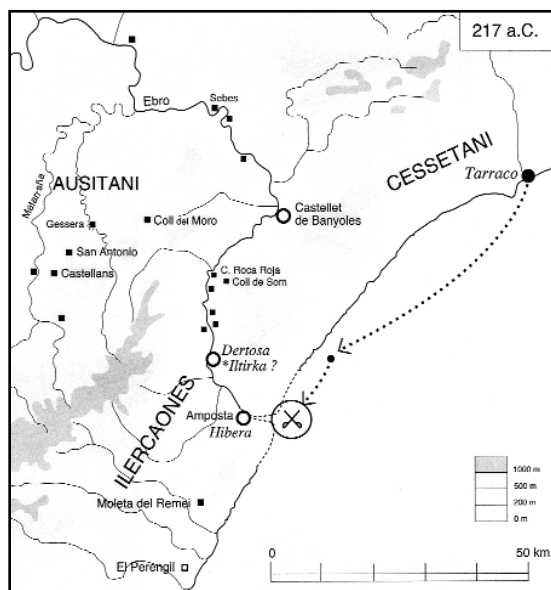 217 a.C.
Ebro
Sebes
CESSETANI
Tarraco
Matarraña
AUSITANI
Castellet
de Banyoles
Gessera
Coll del Moro
San Antonio
Castellans
C. Roca Roja
Coll de Som
Dertosa
*Iltirka ?
ILERCAONES
Amposta
Hibera
Moleta del Remei
El Perengil
1000 m
500 m
200 m
0 m
0
50 km